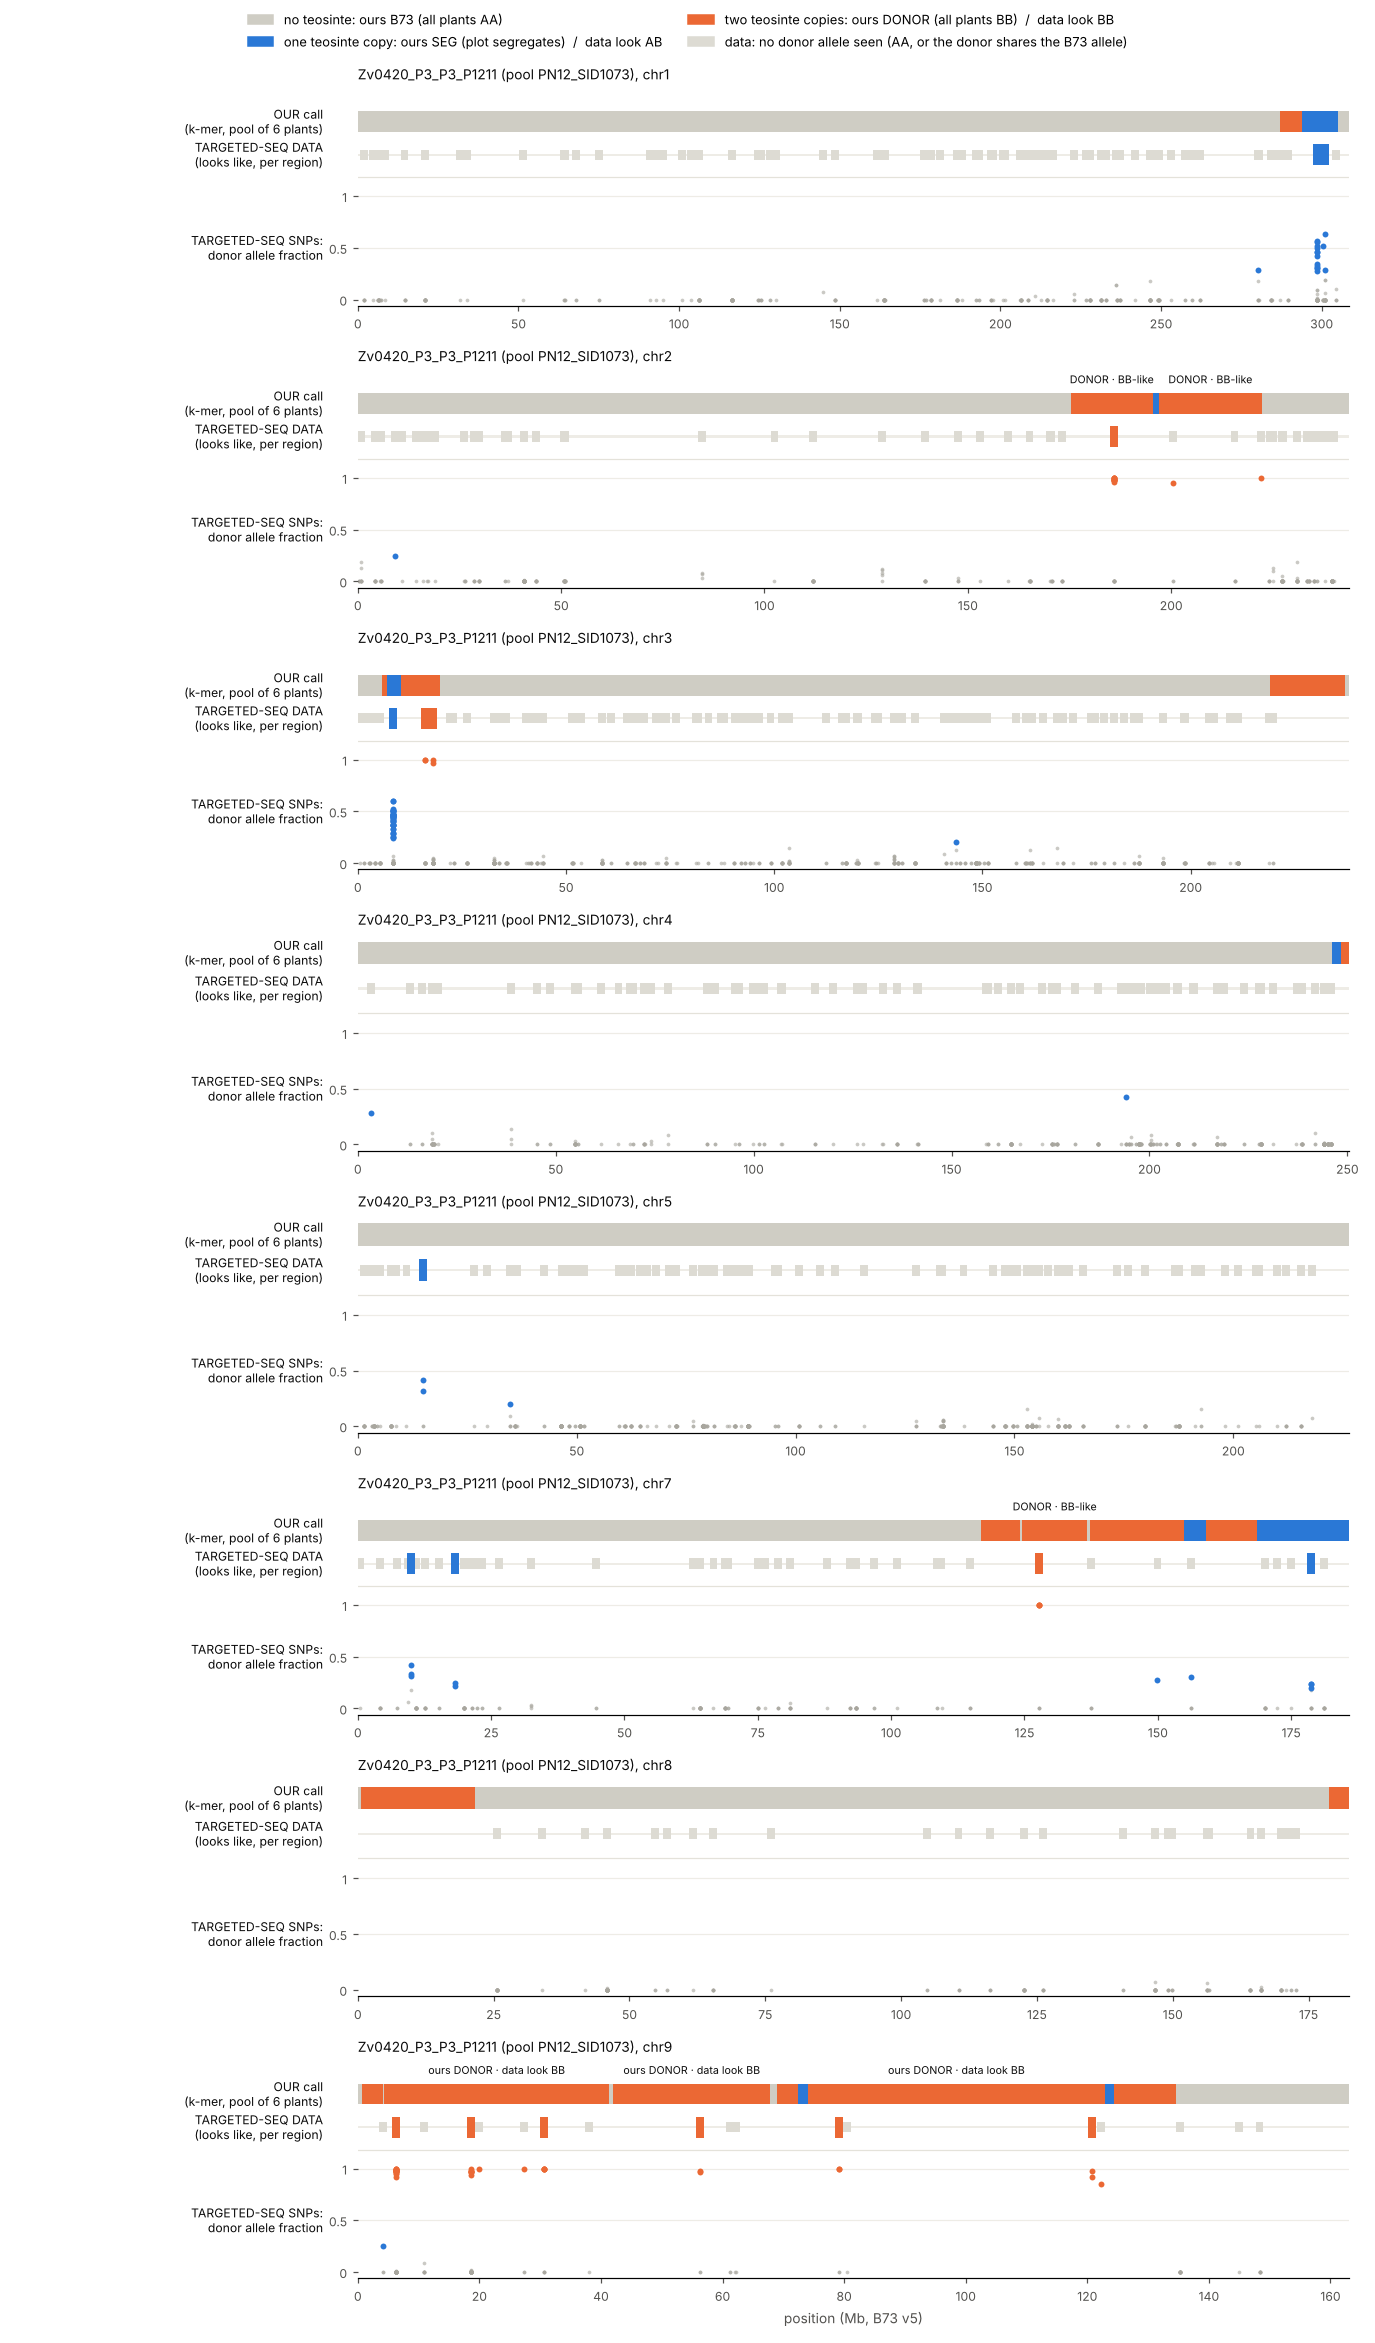 no teosinte: ours B73 (all plants AA)
two teosinte copies: ours DONOR (all plants BB)  /  data look BB
one teosinte copy: ours SEG (plot segregates)  /  data look AB
data: no donor allele seen (AA, or the donor shares the B73 allele)
Zv0420_P3_P3_P1211 (pool PN12_SID1073), chr1
OUR call
(k-mer, pool of 6 plants)
TARGETED-SEQ DATA
(looks like, per region)
1
TARGETED-SEQ SNPs:
donor allele fraction
0.5
0
0 50 100 150 200 250 300
Zv0420_P3_P3_P1211 (pool PN12_SID1073), chr2
DONOR · BB-like DONOR · BB-like
OUR call
(k-mer, pool of 6 plants)
TARGETED-SEQ DATA
(looks like, per region)
1
TARGETED-SEQ SNPs:
donor allele fraction
0.5
0
0 50 100 150 200
Zv0420_P3_P3_P1211 (pool PN12_SID1073), chr3
OUR call
(k-mer, pool of 6 plants)
TARGETED-SEQ DATA
(looks like, per region)
1
TARGETED-SEQ SNPs:
donor allele fraction
0.5
0
0 50 100 150 200
Zv0420_P3_P3_P1211 (pool PN12_SID1073), chr4
OUR call
(k-mer, pool of 6 plants)
TARGETED-SEQ DATA
(looks like, per region)
1
TARGETED-SEQ SNPs:
donor allele fraction
0.5
0
0 50 100 150 200 250
Zv0420_P3_P3_P1211 (pool PN12_SID1073), chr5
OUR call
(k-mer, pool of 6 plants)
TARGETED-SEQ DATA
(looks like, per region)
1
TARGETED-SEQ SNPs:
donor allele fraction
0.5
0
0 50 100 150 200
Zv0420_P3_P3_P1211 (pool PN12_SID1073), chr7
DONOR · BB-like
OUR call
(k-mer, pool of 6 plants)
TARGETED-SEQ DATA
(looks like, per region)
1
TARGETED-SEQ SNPs:
donor allele fraction
0.5
0
0 25 50 75 100 125 150 175
Zv0420_P3_P3_P1211 (pool PN12_SID1073), chr8
OUR call
(k-mer, pool of 6 plants)
TARGETED-SEQ DATA
(looks like, per region)
1
TARGETED-SEQ SNPs:
donor allele fraction
0.5
0
0 25 50 75 100 125 150 175
Zv0420_P3_P3_P1211 (pool PN12_SID1073), chr9
ours DONOR · data look BB ours DONOR · data look BB ours DONOR · data look BB
OUR call
(k-mer, pool of 6 plants)
TARGETED-SEQ DATA
(looks like, per region)
1
TARGETED-SEQ SNPs:
donor allele fraction
0.5
0
0 20 40 60 80 100 120 140 160
position (Mb, B73 v5)